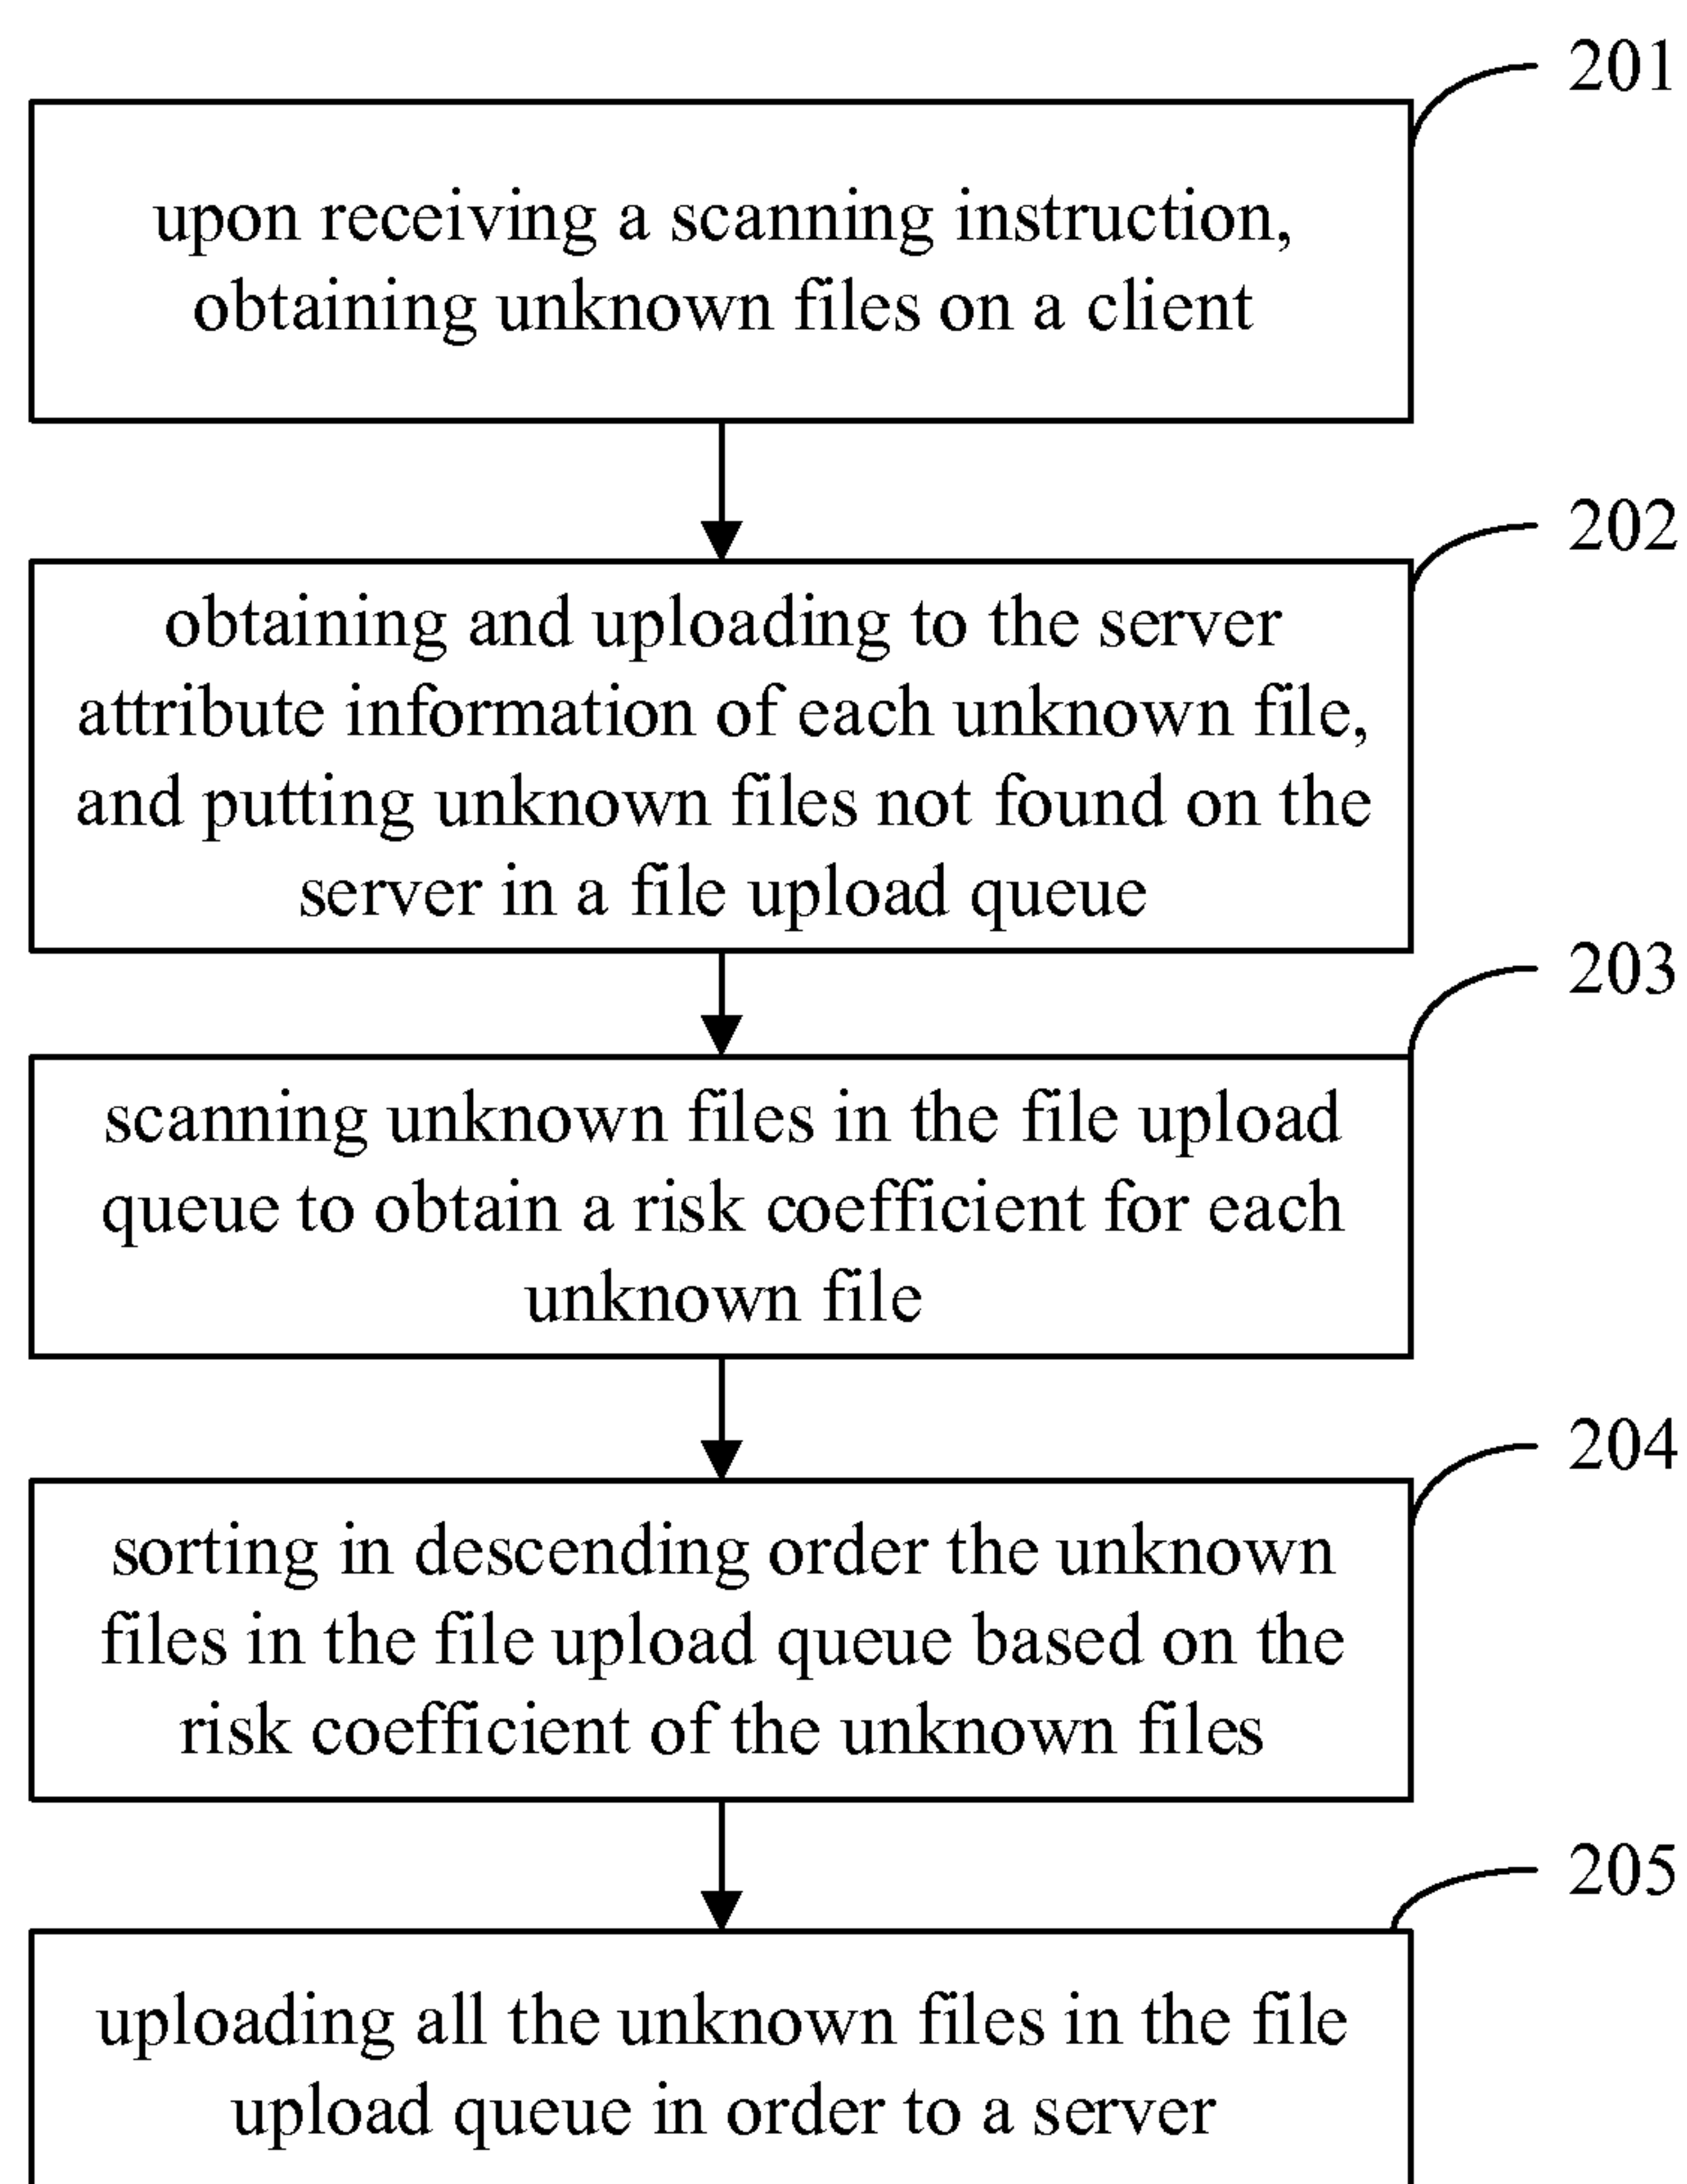 201
upon receiving a scanning instruction,
obtaining unknown files on a client
202
obtaining and uploading to the server
attribute information of each unknown file,
and putting unknown files not found on the
server in a file upload queue
203
scanning unknown files in the file upload
queue to obtain a risk coefficient for each
unknown file
204
sorting in descending order the unknown
files in the file upload queue based on the
risk coefficient of the unknown files
205
uploading all the unknown files in the file
upload queue in order to a server